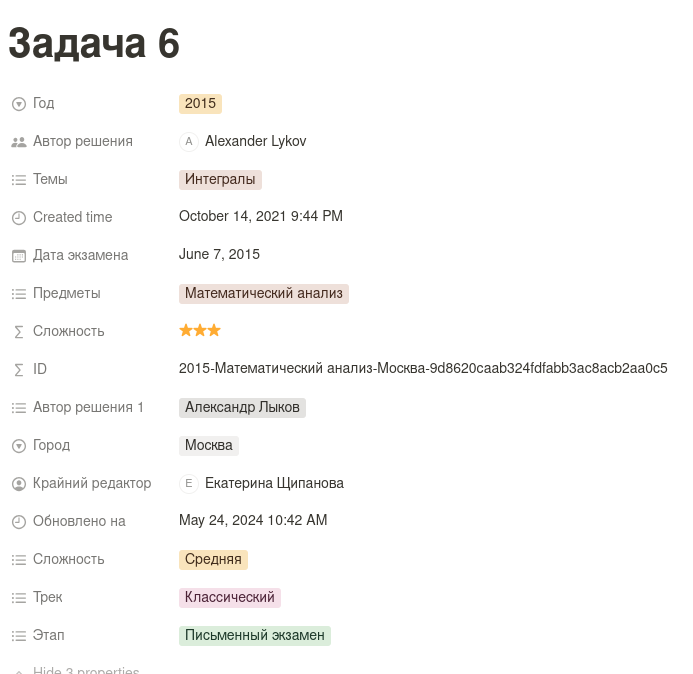 Задача 6
Год 2015
Автор решения A Alexander Lykov
Темы Интегралы
Created time October 14, 2021 9:44 PM
Дата экзамена June 7, 2015
Предметы Математический анализ
Сложность
ID 2015-Математический анализ-Москва-9d8620caab324fdfabb3ac8acb2aa0c5
Автор решения 1 Александр Лыков
Город Москва
Крайний редактор E Екатерина Щипанова
Обновлено на May 24, 2024 10:42 AM
Сложность Средняя
Трек Классический
Этап Письменный экзамен
Hide 3 properties